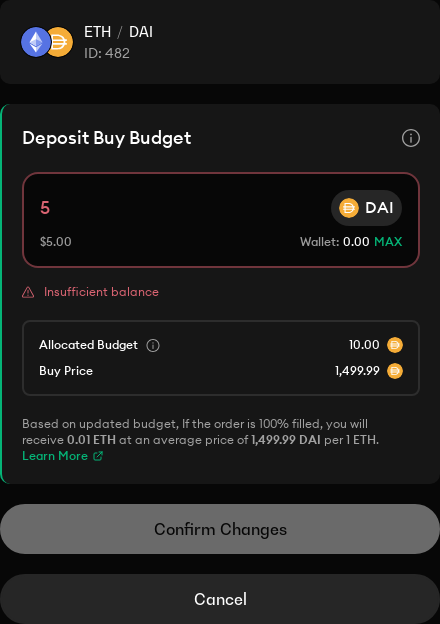 ETH / DAI
ID: 482
Deposit Buy Budget
5
DAI
$5.00
Wallet: 0.00 MAX
Insufficient balance
Allocated Budget
10.00
Buy Price
1,499.99
Based on updated budget, If the order is 100% filled, you will
receive 0.01 ETH at an average price of 1,499.99 DAI per 1 ETH.
Learn More
Confirm Changes
Cancel